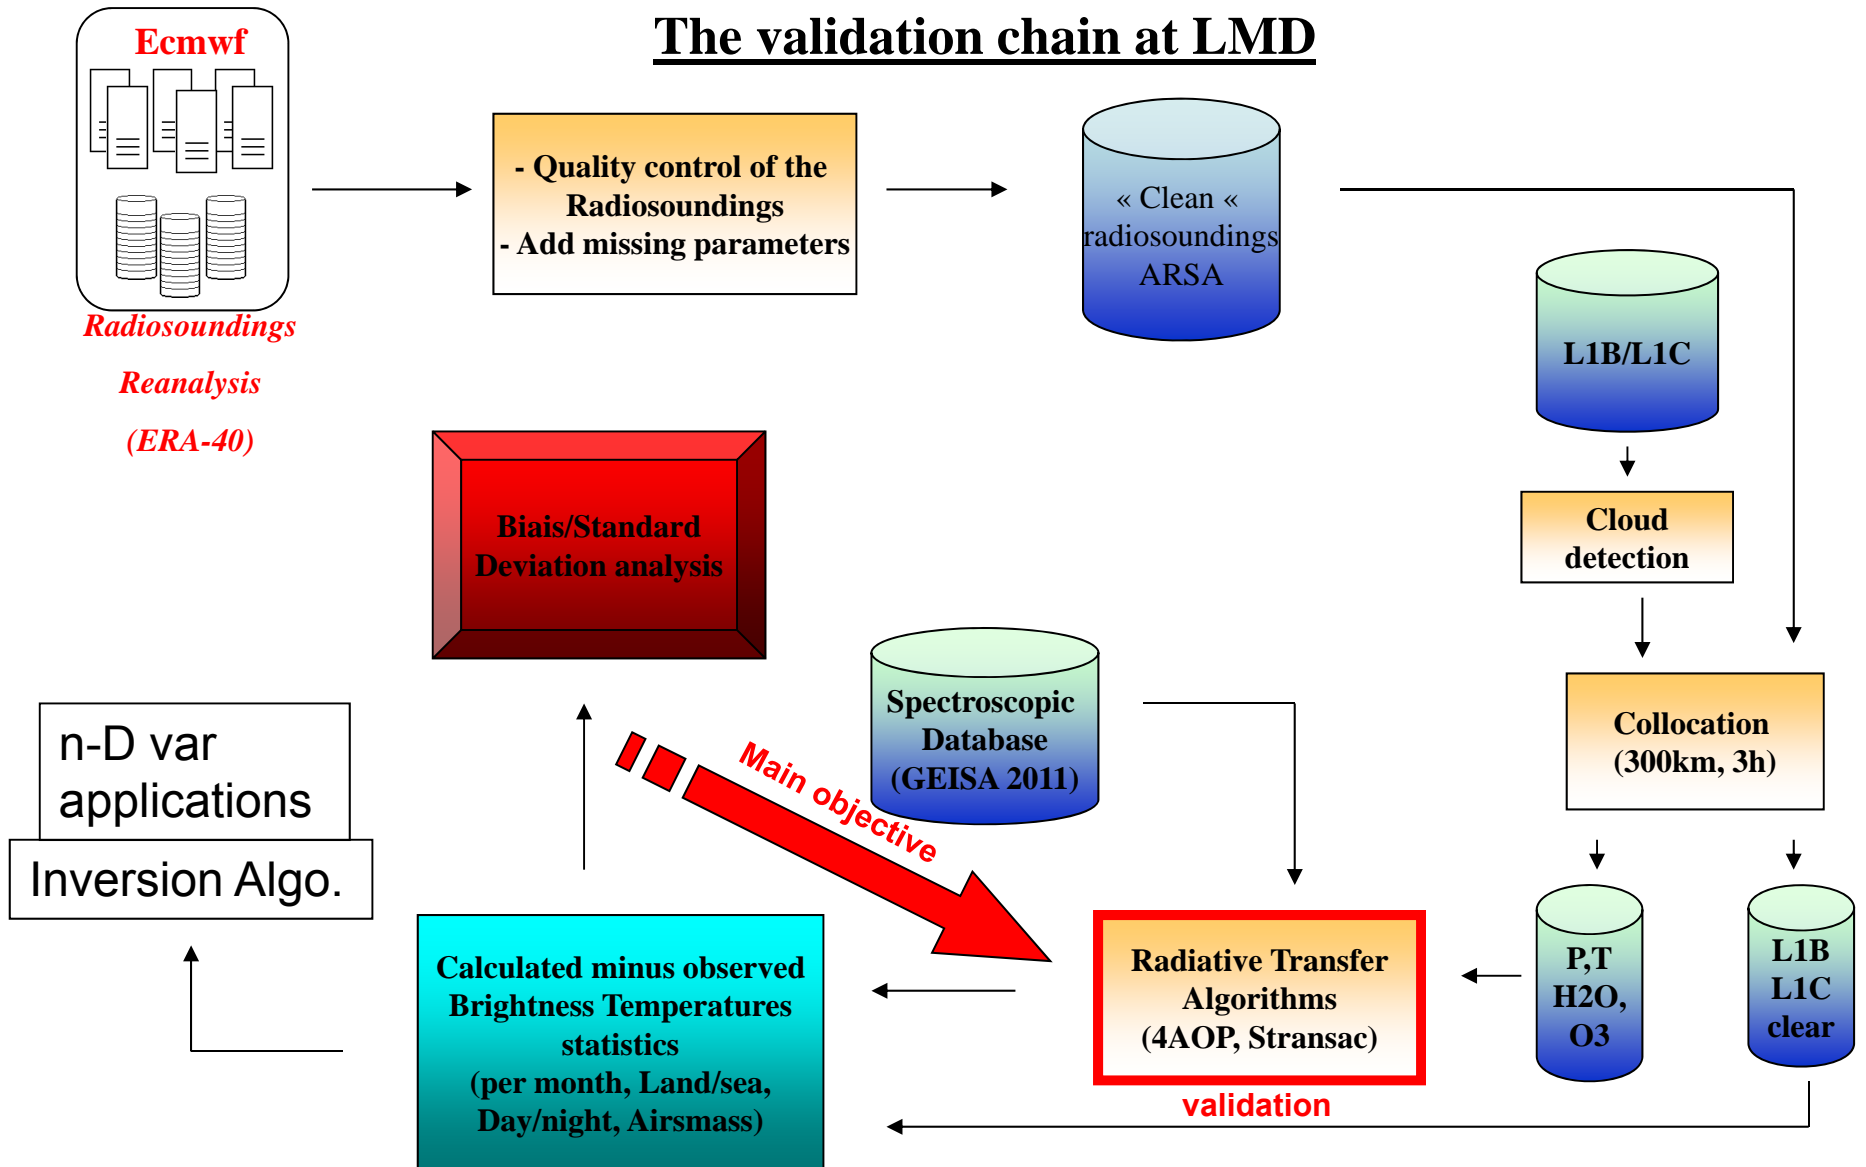 The validation chain at LMD
Ecmwf
Radiosoundings
Reanalysis
(ERA-40)
- Quality control of the
Radiosoundings
- Add missing parameters
« Clean «
radiosoundings
ARSA
L1B/L1C
Cloud
detection
Collocation
(300km, 3h)
Biais/Standard
Deviation analysis
Spectroscopic
Database
(GEISA 2011)
Main objective
n-D var
applications
Inversion Algo.
Calculated minus observed
Brightness Temperatures
statistics
(per month, Land/sea,
Day/night, Airsmass)
Radiative Transfer
Algorithms
(4AOP, Stransac)
validation
P,T
H2O,
O3
L1B
L1C
clear